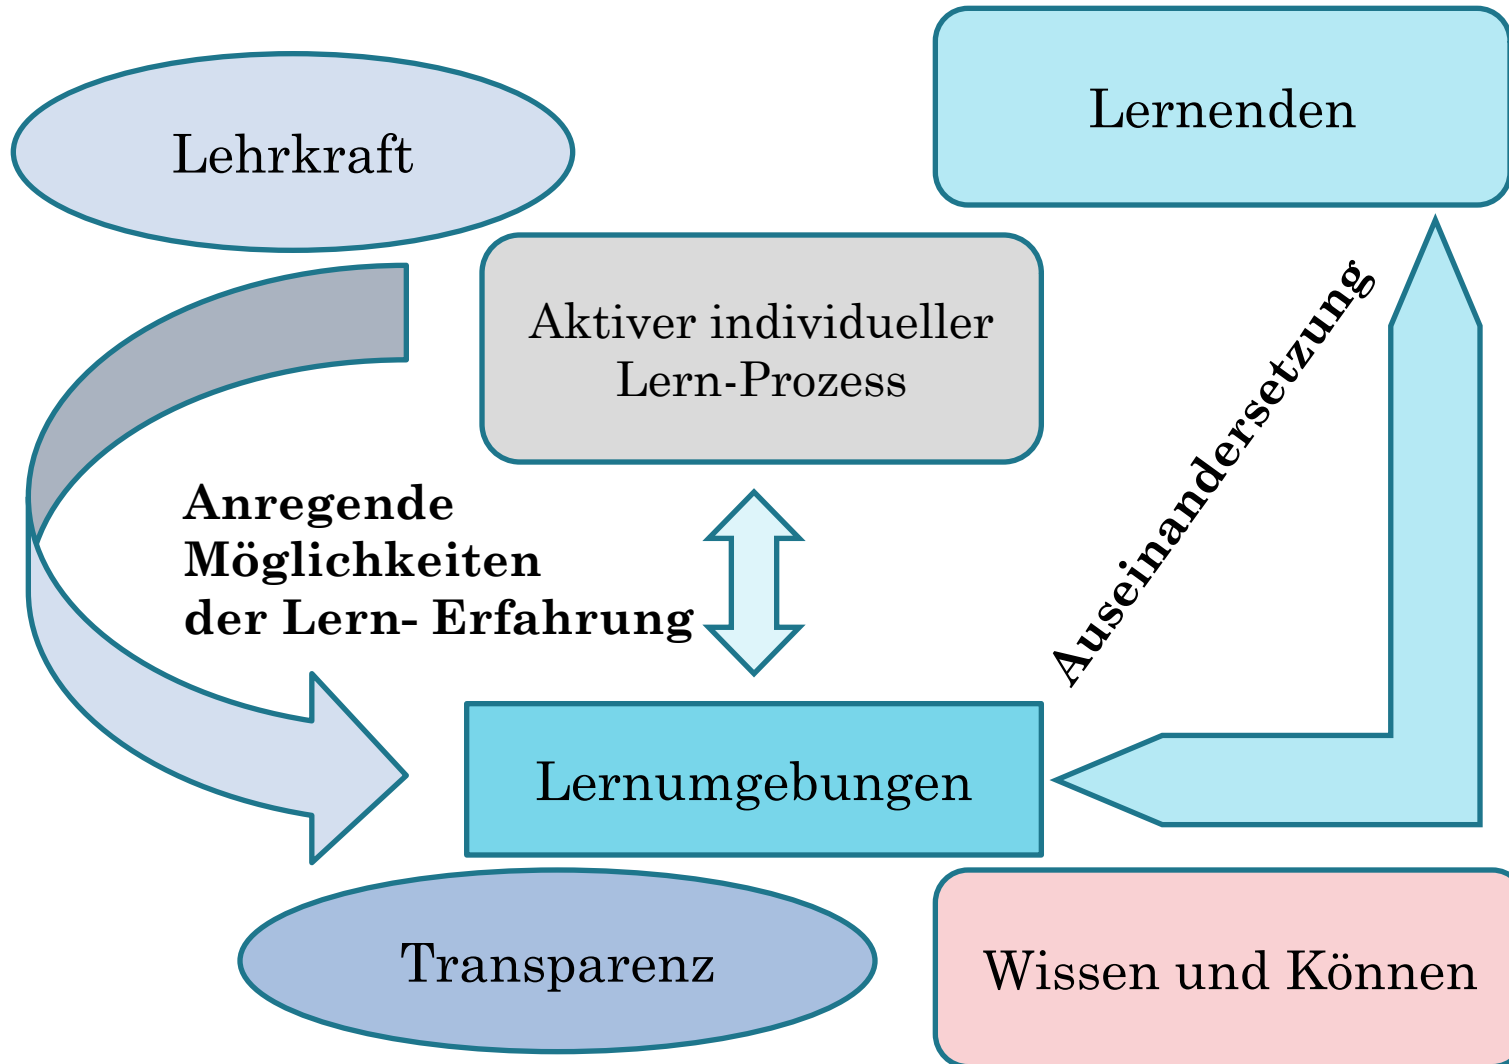 Lehrkraft
Lernenden
Aktiver individueller
Lern-Prozess
Anregende
Möglichkeiten
der Lern- Erfahrung
Auseinandersetzung
Lernumgebungen
Transparenz
Wissen und Können